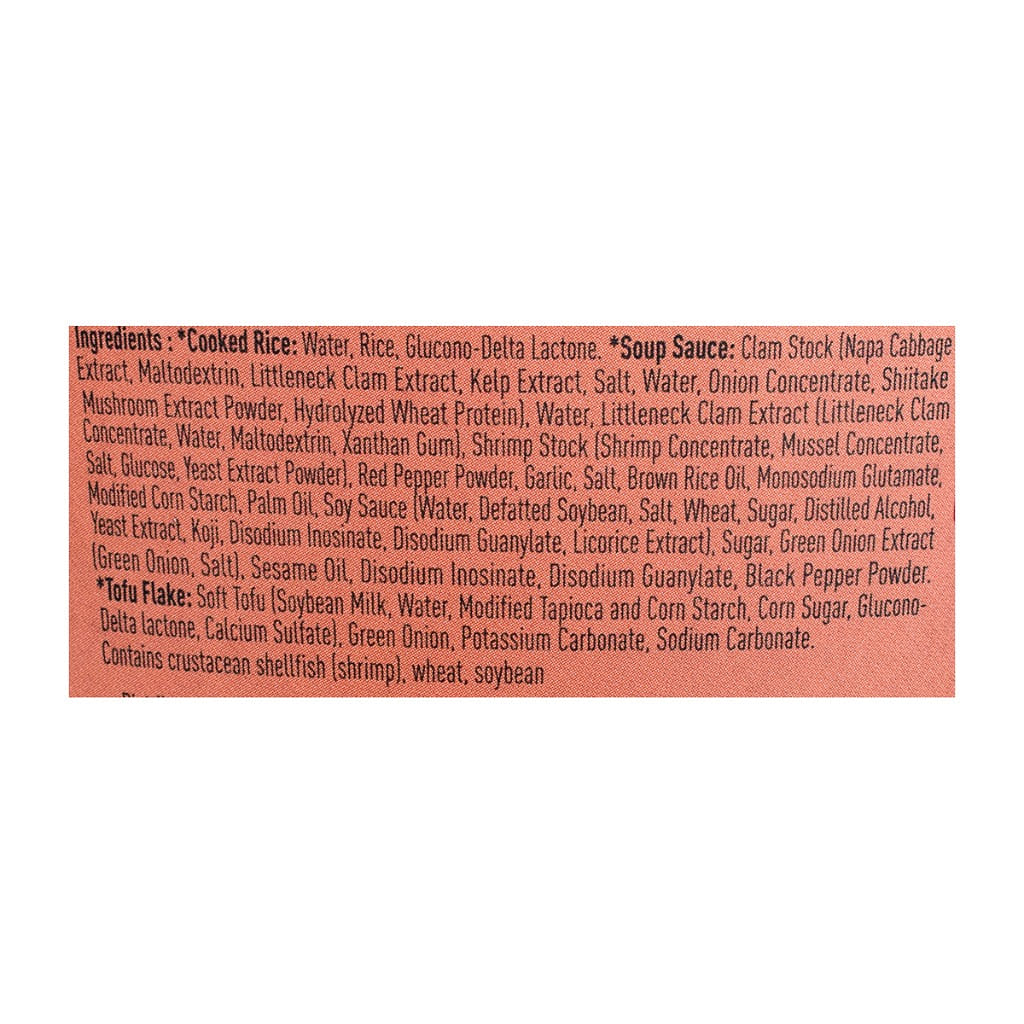 Ingredients : *Cooked Rice: Water, Rice, Glucono-Delta Lactone. *Soup Sauce: Clam Stock (Napa Cabbage
Extract, Maltodextrin, Littleneck Clam Extract, Kelp Extract, Salt, Water, Onion Concentrate, Shiitake
Mushroom Extract Powder, Hydrolyzed Wheat Protein), Water, Littleneck Clam Extract (Littleneck Clam
Concentrate, Water, Maltodextrin, Xanthan Gum), Shrimp Stock (Shrimp Concentrate, Mussel Concentrate,
Salt, Glucose, Yeast Extract Powder), Red Pepper Powder, Garlic, Salt, Brown Rice Oil, Monosodium Glutamate,
Modified Corn Starch, Palm Oil, Soy Sauce (Water, Defatted Soybean, Salt, Wheat, Sugar, Distilled Alcohol,
Yeast Extract, Koji, Disodium Inosinate, Disodium Guanylate, Licorice Extract), Sugar, Green Onion Extract
(Green Onion, Salt), Sesame Oil, Disodium Inosinate, Disodium Guanylate, Black Pepper Powder.
*Tofu Flake: Soft Tofu (Soybean Milk, Water, Modified Tapioca and Corn Starch, Corn Sugar, Glucono-
Delta lactone, Calcium Sulfate), Green Onion, Potassium Carbonate, Sodium Carbonate.
Contains crustacean shellfish (shrimp), wheat, soybean